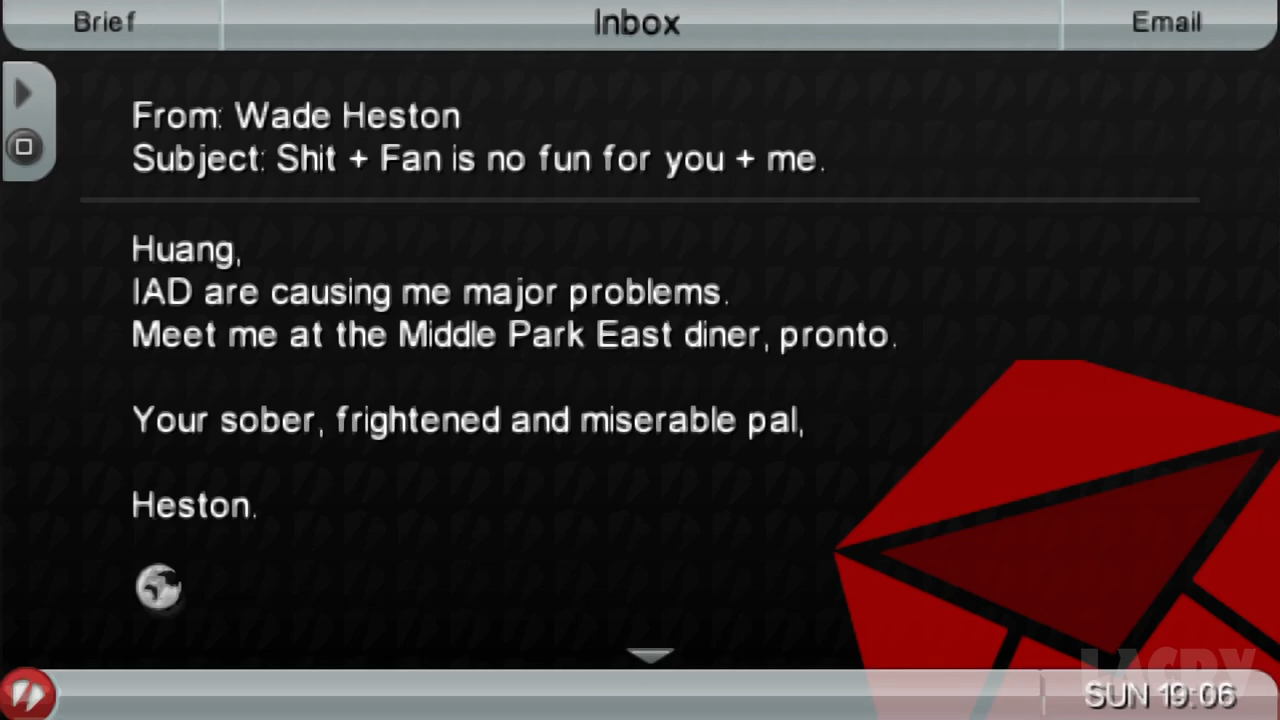 Brief
Inbox
Email
From: Wade Heston
Subject: Shit + Fan is no fun for you + me.
Huang,
IAD are causing me major problems.
Meet me at the Middle Park East diner, pronto.
Your sober, frightened and miserable pal,
Heston.
SUN 19:06